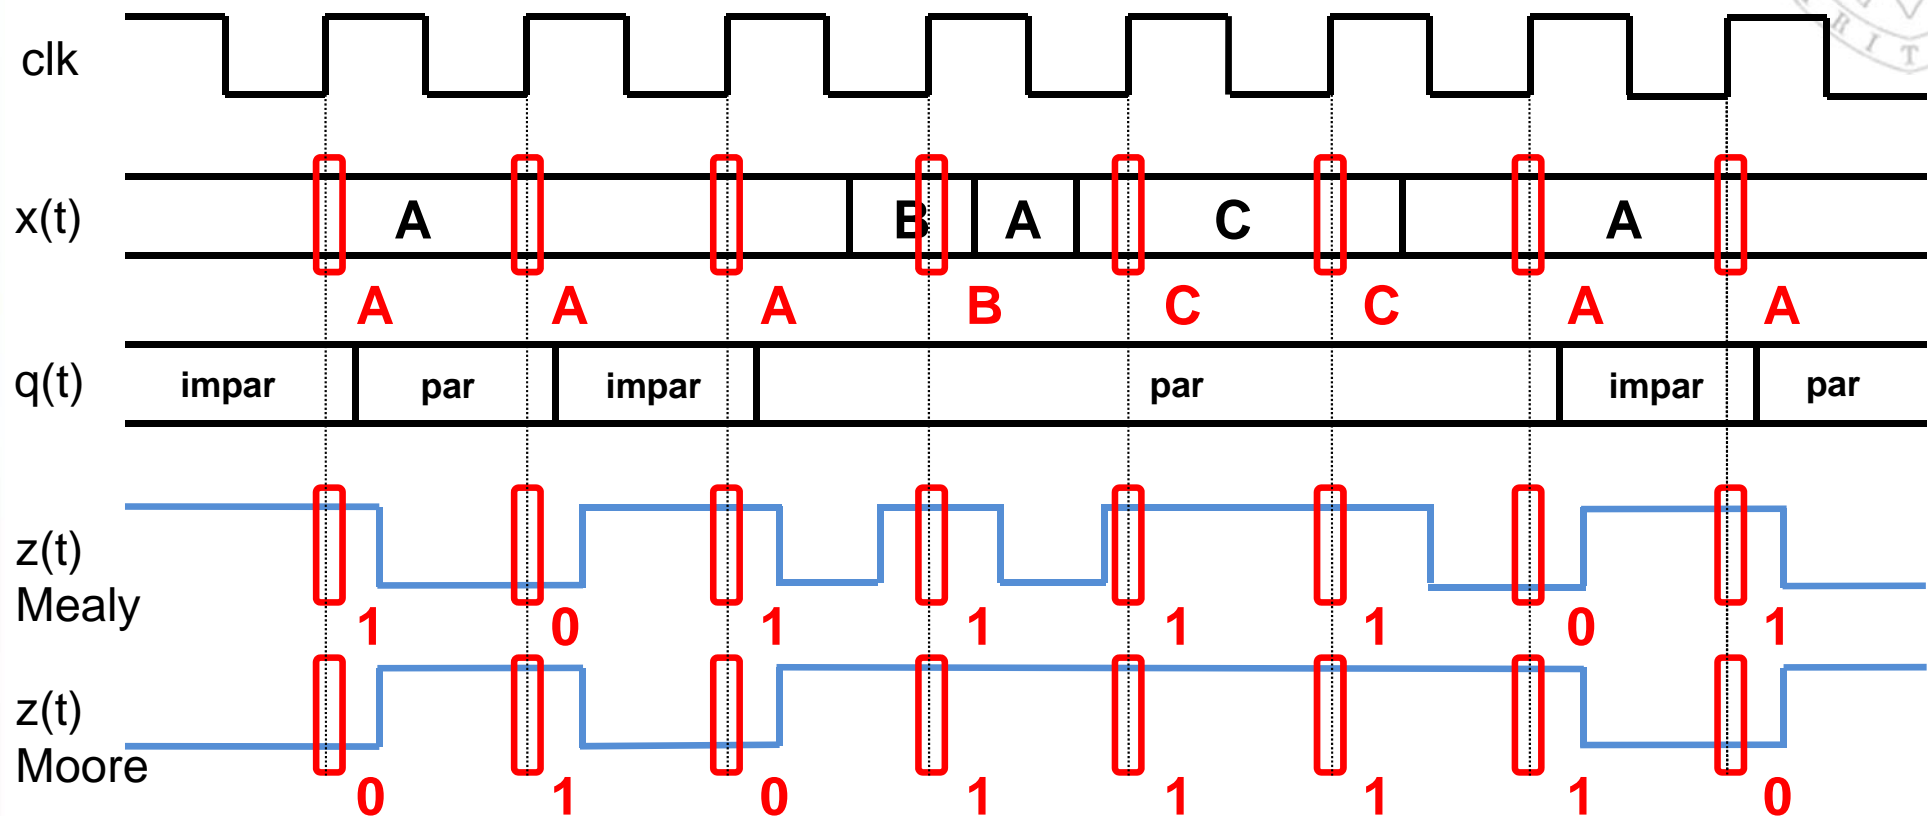 clk
x(t) A B A C A
A A A B C C A A
q(t) impar par impar par impar par
z(t)
Mealy
1 0 1 1 1 1 0 1
z(t)
Moore
0 1 0 1 1 1 1 0
R I T